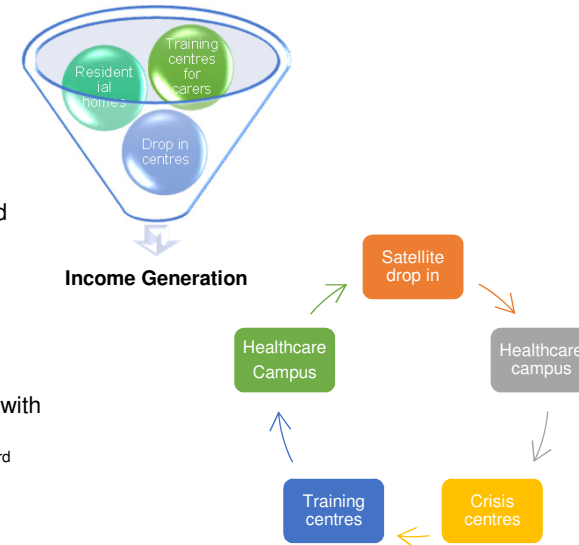 Training
centres
for
carers
Resident
ial
homes
Drop in
centres
d
Income Generation
Satellite
drop in
Healthcare
Campus
Healthcare
campus
with
rd
Training
centres
Crisis
centres